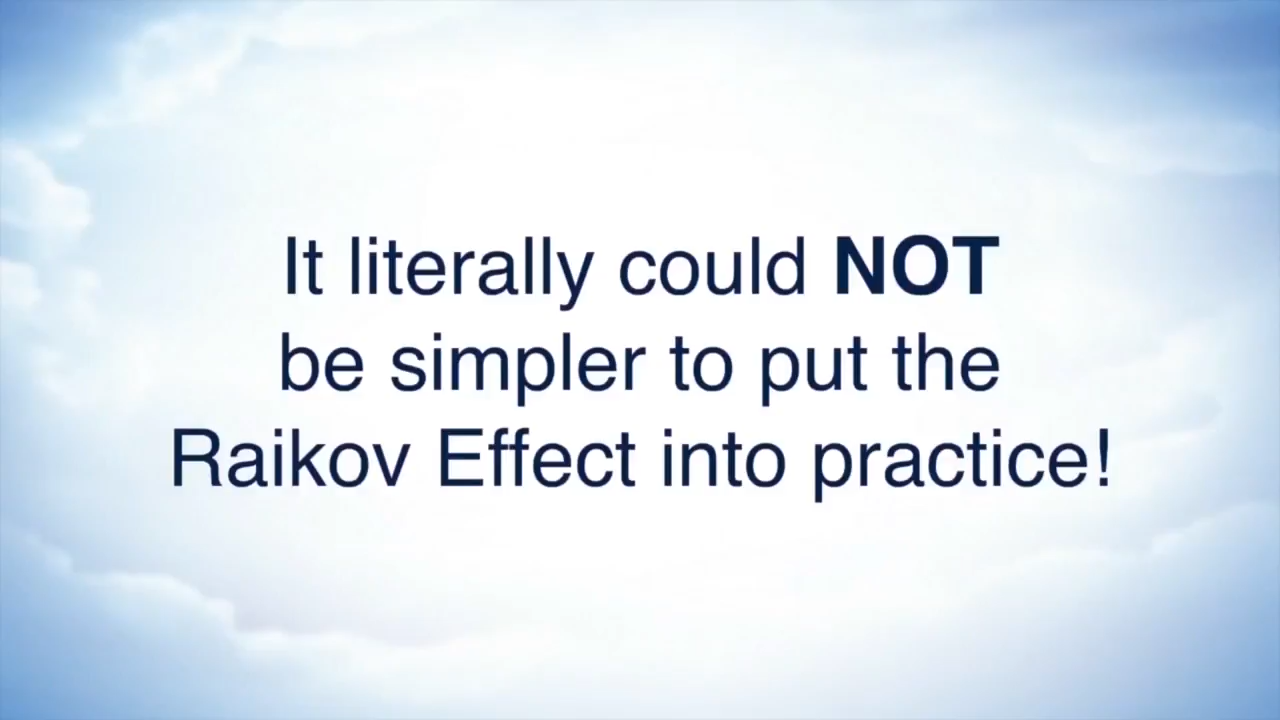 It literally could NOT
be simpler to put the
Raikov Effect into practice!